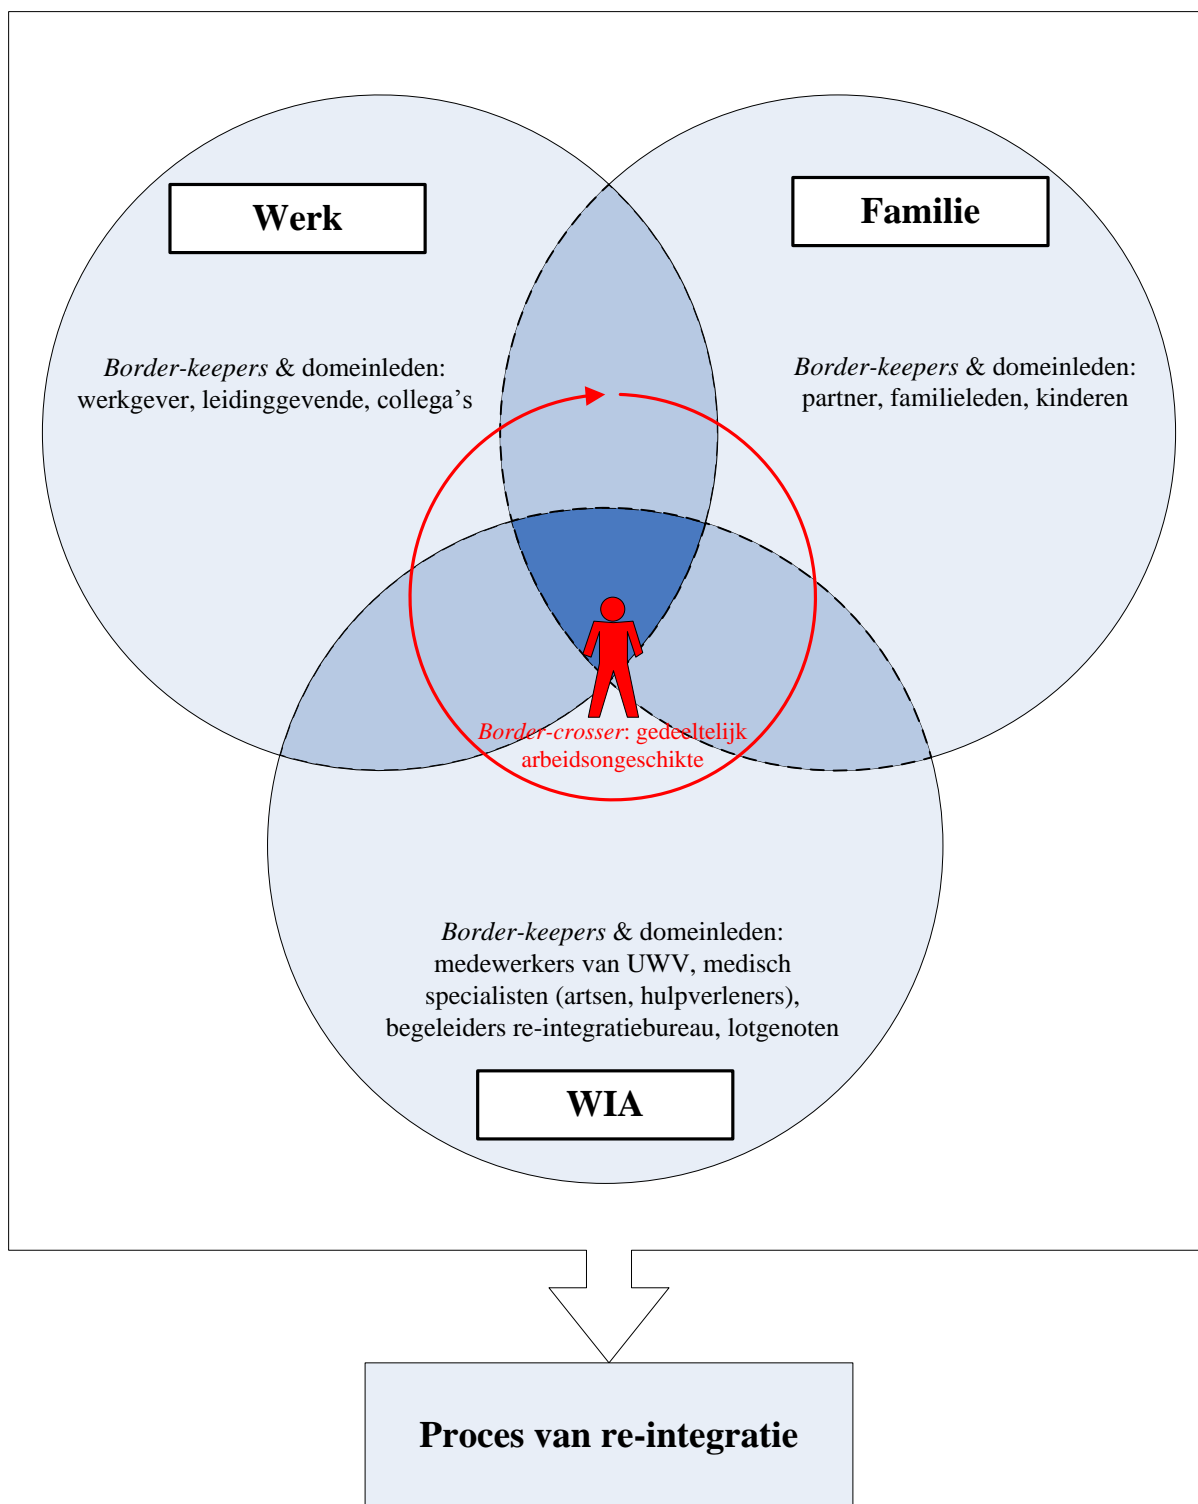 Werk
Familie
Border-keepers & domeinleden:
werkgever, leidinggevende, collega’s
Border-keepers & domeinleden:
partner, familieleden, kinderen
Border-crosser: gedeeltelijk
arbeidsongeschikte
Border-keepers & domeinleden:
medewerkers van UWV, medisch
specialisten (artsen, hulpverleners),
begeleiders re-integratiebureau, lotgenoten
WIA
Proces van re-integratie